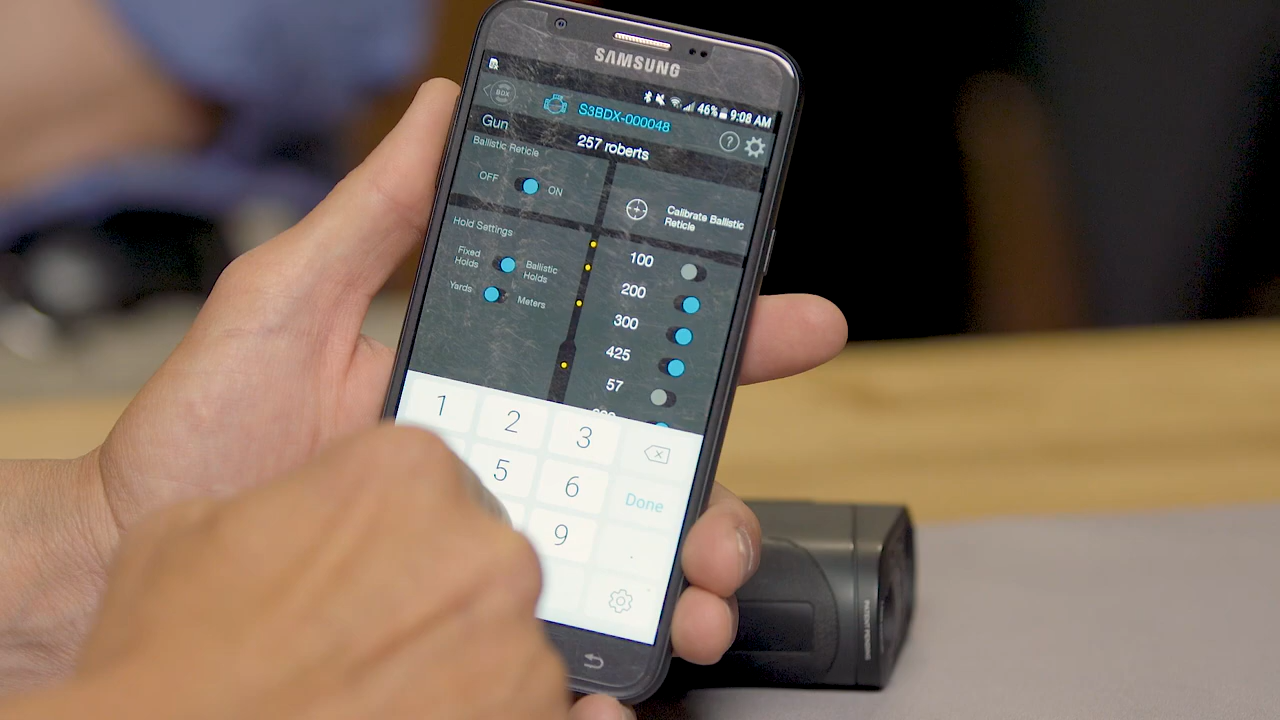 SAMSUNG
46% 9:08 AM
BDX
S3BDX-000048
?
Gun
257 roberts
Ballistic Reticle
OFF ON
Calibrate Ballistic
Reticle
Hold Settings
Fixed
Holds
Ballistic
Holds
Yards Meters
100
200
300
425
57
1 2 3
5 6 Done
9 .